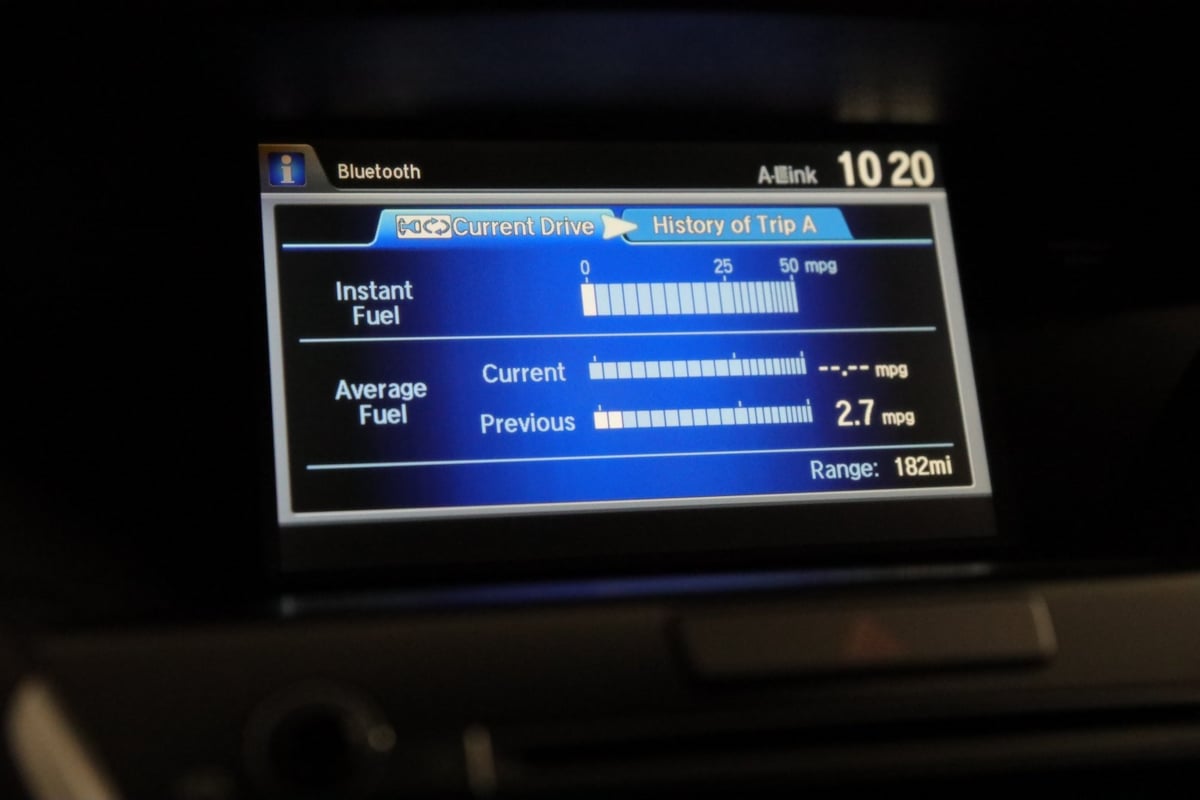 i Bluetooth A-Link 10 20
Current Drive History of Trip A
0 25 50 mpg
Instant
Fuel
Current --.-- mpg
Average
Fuel
Previous 2.7 mpg
Range: 182mi